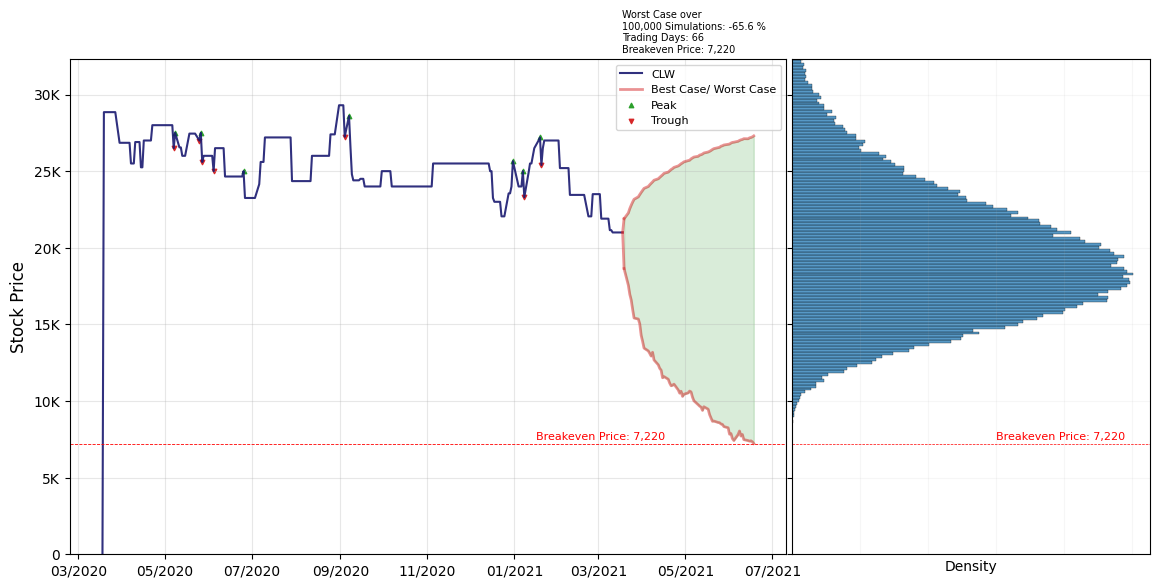 Worst Case over
100,000 Simulations: -65.6 %
Trading Days: 66
Breakeven Price: 7,220
CLW
Best Case/ Worst Case
Peak
Trough
Stock Price
30K
25K
20K
15K
10K
5K
0
Breakeven Price: 7,220
Breakeven Price: 7,220
03/2020 05/2020 07/2020 09/2020 11/2020 01/2021 03/2021 05/2021 07/2021
Density